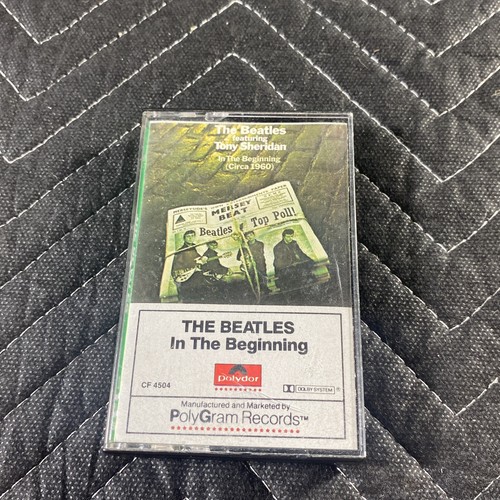 The Beatles
featuring
Tony Sheridan
In The Beginning
(Circa 1960)
MERSEY
BEAT
Beatles Top Poll!
THE BEATLES
In The Beginning
polydor
CF 4504
DOLBY SYSTEM ®
Manufactured and Marketed by
PolyGram Records™